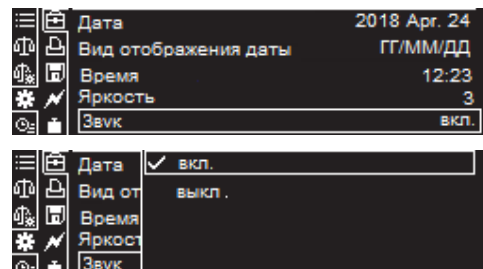 Дата 2018 Apr. 24
Вид отображения даты ГГ/ММ/ДД
Время 12:23
Яркость 3
Звук вкл.
Дата ✓ вкл.
Вид от выкл .
Время
Яркост
Звук